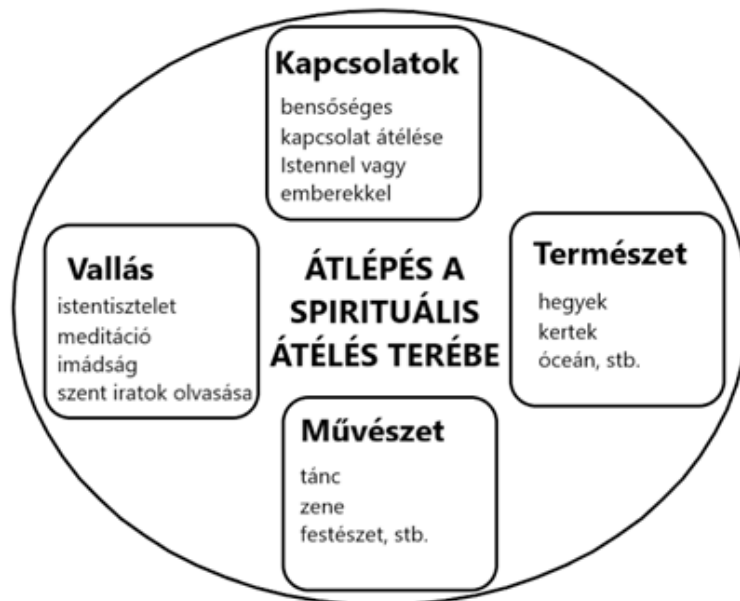 Kapcsolatok
bensőséges
kapcsolat átélése
Istennel vagy
emberekkel
Vallás
istentisztelet
meditáció
imádság
szent iratok olvasása
ÁTLÉPÉS A
SPIRITUÁLIS
ÁTÉLÉS TERÉBE
Természet
hegyek
kertek
óceán, stb.
Művészet
tánc
zene
festészet, stb.